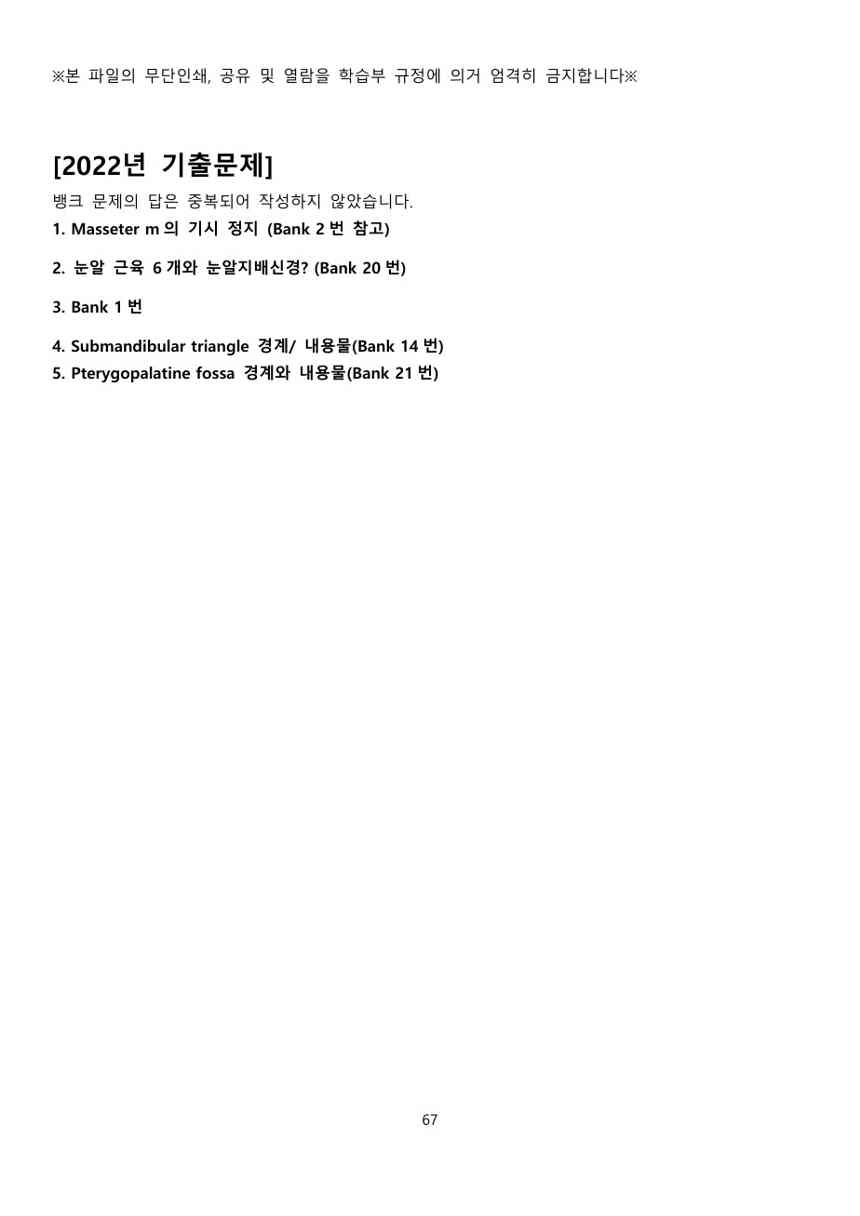 ※본 파일의 무단인쇄, 공유 및 열람을 학습부 규정에 의거 엄격히 금지합니다※
[2022년 기출문제]
뱅크 문제의 답은 중복되어 작성하지 않았습니다.
1. Masseter m의 기시 정지 (Bank 2번 참고)
2. 눈알 근육 6개와 눈알지배신경? (Bank 20번)
3. Bank 1번
4. Submandibular triangle 경계/ 내용물(Bank 14번)
5. Pterygopalatine fossa 경계와 내용물(Bank 21번)
67